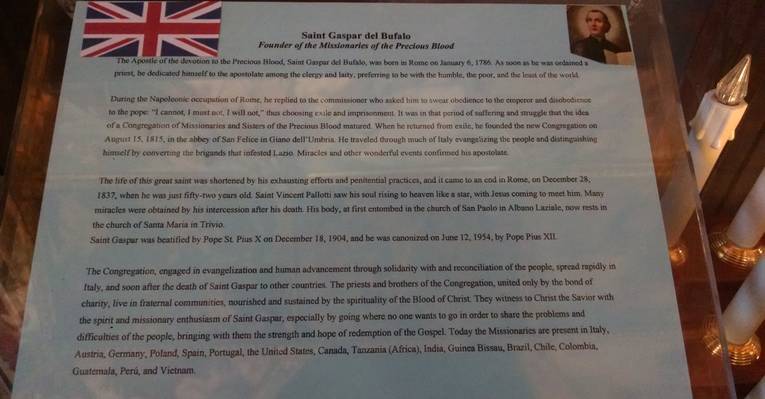 Saint Gaspar del Bufalo
Founder of the Missionaries of the Precious Blood
The Apostle of the devotion to the Precious Blood, Saint Gaspar del Bufalo, was born in Rome on January 6, 1786. As soon as he was ordained a
priest, he dedicated himself to the apostolate among the clergy and laity, preferring to be with the humble, the poor, and the least of the world.
During the Napoleonic occupation of Rome, he replied to the commissioner who asked him to swear obedience to the emperor and disobedience
to the pope: "I cannot, I must not, I will not," thus choosing exile and imprisonment. It was in that period of suffering and struggle that the idea
of a Congregation of Missionaries and Sisters of the Precious Blood matured. When he returned from exile, he founded the new Congregation on
August 15, 1815, in the abbey of San Felice in Giano dell'Umbria. He traveled through much of Italy evangelizing the people and distinguishing
himself by converting the brigands that infested Lazio. Miracles and other wonderful events confirmed his apostolate.
The life of this great saint was shortened by his exhausting efforts and penitential practices, and it came to an end in Rome, on December 28,
1837, when he was just fifty-two years old. Saint Vincent Pallotti saw his soul rising to heaven like a star, with Jesus coming to meet him. Many
miracles were obtained by his intercession after his death. His body, at first entombed in the church of San Paolo in Albano Laziale, now rests in
the church of Santa Maria in Trivio.
Saint Gaspar was beatified by Pope St. Pius X on December 18, 1904, and he was canonized on June 12, 1954, by Pope Pius XII.
The Congregation, engaged in evangelization and human advancement through solidarity with and reconciliation of the people, spread rapidly in
Italy, and soon after the death of Saint Gaspar to other countries. The priests and brothers of the Congregation, united only by the bond of
charity, live in fraternal communities, nourished and sustained by the spirituality of the Blood of Christ. They witness to Christ the Savior with
the spirit and missionary enthusiasm of Saint Gaspar, especially by going where no one wants to go in order to share the problems and
difficulties of the people, bringing with them the strength and hope of redemption of the Gospel. Today the Missionaries are present in Italy,
Austria, Germany, Poland, Spain, Portugal, the United States, Canada, Tanzania (Africa), India, Guinea Bissau, Brazil, Chile, Colombia,
Guatemala, Perú, and Vietnam.